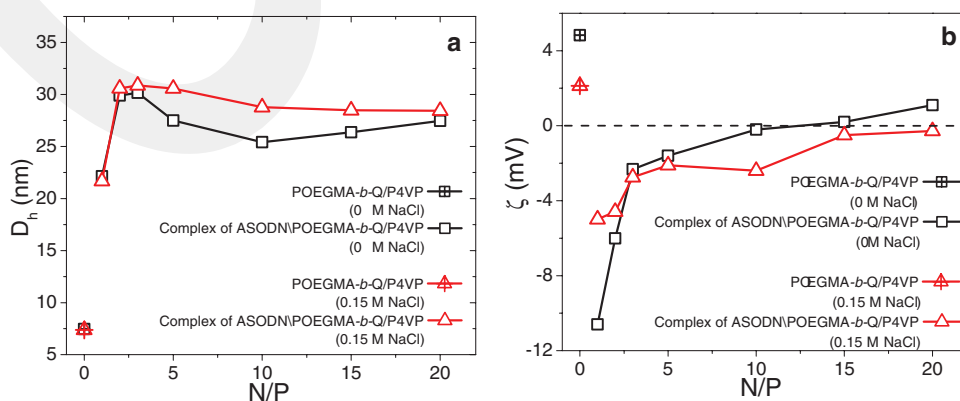 a
35
30
25
20
15
10
5
D_h (nm)
POEGMA-b-Q/P4VP
(0 M NaCl)
Complex of ASODN\POEGMA-b-Q/P4VP
(0 M NaCl)
POEGMA-b-Q/P4VP
(0.15 M NaCl)
Complex of ASODN\POEGMA-b-Q/P4VP
(0.15 M NaCl)
0 5 10 15 20
N/P
b
4
0
-4
-8
-12
ζ (mV)
POEGMA-b-Q/P4VP
(0 M NaCl)
Complex of ASODN\POEGMA-b-Q/P4VP
(0M NaCl)
POEGMA-b-Q/P4VP
(0.15 M NaCl)
Complex of ASODN\POEGMA-b-Q/P4VP
(0.15 M NaCl)
0 5 10 15 20
N/P